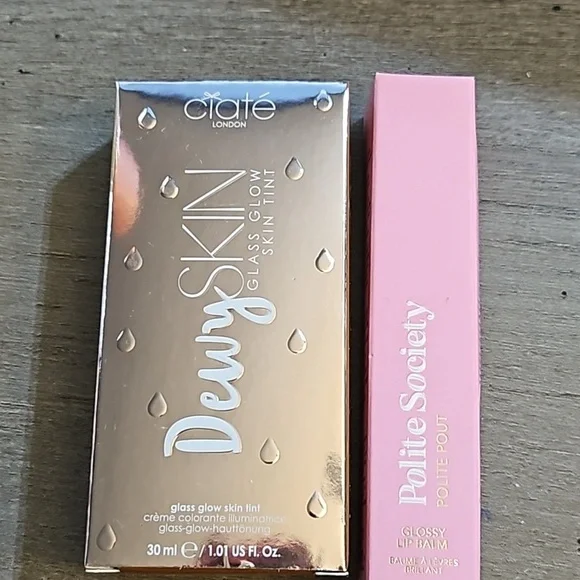 ciaté
LONDON
Dewy SKIN
GLASS GLOW
SKIN TINT
glass glow skin tint
crème colorante illuminatrice
glass-glow-hauttönung
30 ml ℮ / 1.01 US Fl. Oz.
Polite Society
POLITE POUT
GLOSSY
LIP BALM
BAUME À LÈVRES
BRILLANT